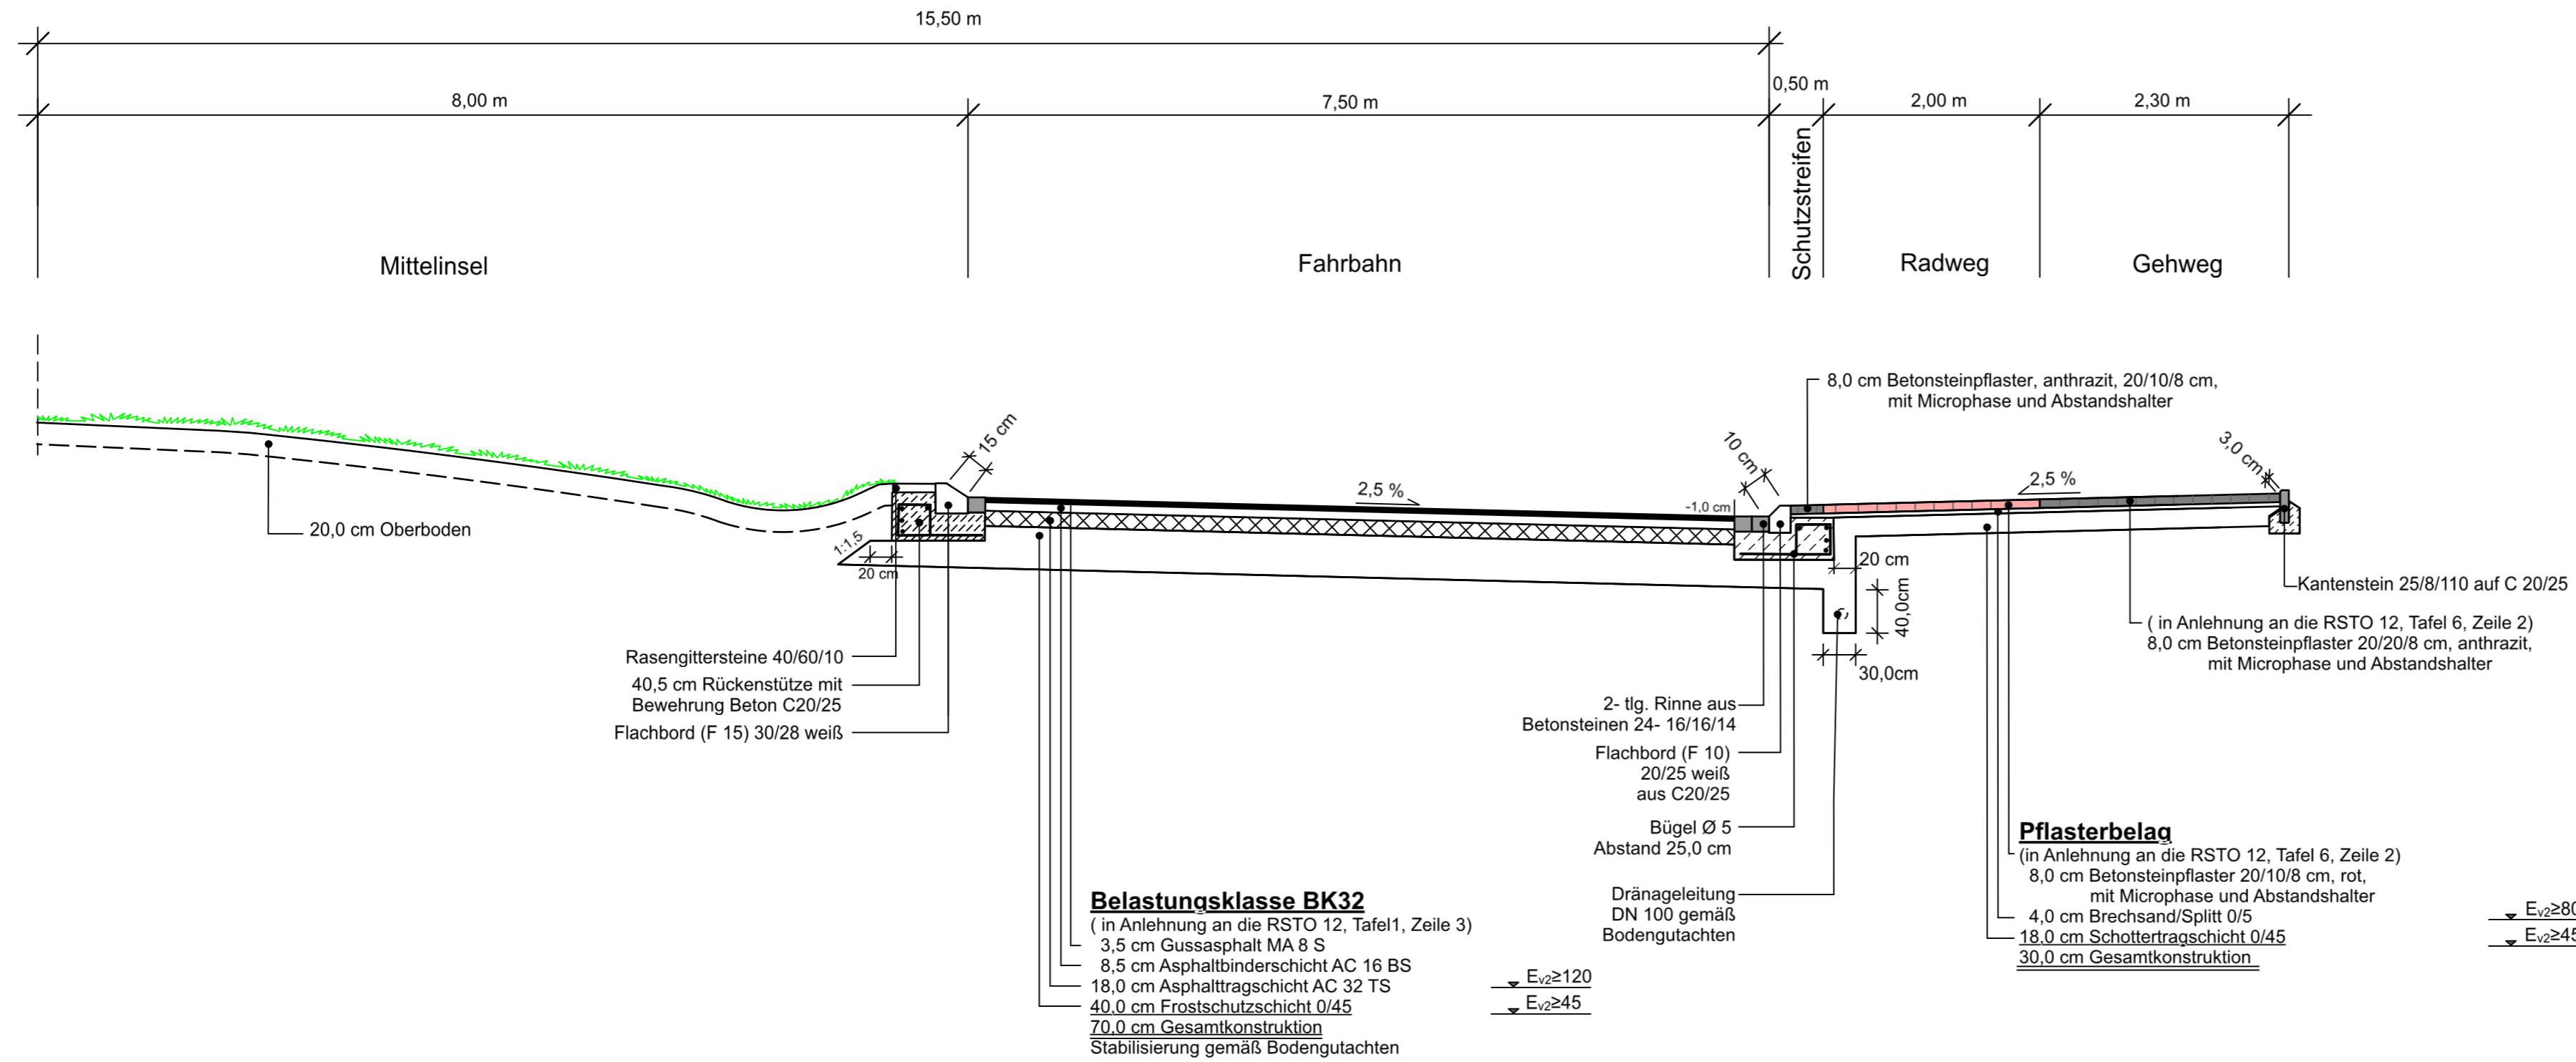 15,50 m
8,00 m
7,50 m
0,50 m
2,00 m
2,30 m
Mittelinsel
Fahrbahn
Schutzstreifen
Radweg
Gehweg
8,0 cm Betonsteinpflaster, anthrazit, 20/10/8 cm,
mit Microphase und Abstandshalter
15 cm
10 cm
3,0 cm
2,5 %
2,5 %
-1,0 cm
20,0 cm Oberboden
1:1,5
20 cm
20 cm
40,0cm
30,0cm
Kantenstein 25/8/110 auf C 20/25
( in Anlehnung an die RSTO 12, Tafel 6, Zeile 2)
8,0 cm Betonsteinpflaster 20/20/8 cm, anthrazit,
mit Microphase und Abstandshalter
Rasengittersteine 40/60/10
40,5 cm Rückenstütze mit
Bewehrung Beton C20/25
Flachbord (F 15) 30/28 weiß
2- tlg. Rinne aus
Betonsteinen 24- 16/16/14
Flachbord (F 10)
20/25 weiß
aus C20/25
Bügel Ø 5
Abstand 25,0 cm
Dränageleitung
DN 100 gemäß
Bodengutachten
Belastungsklasse BK32
( in Anlehnung an die RSTO 12, Tafel1, Zeile 3)
3,5 cm Gussasphalt MA 8 S
8,5 cm Asphaltbinderschicht AC 16 BS
18,0 cm Asphalttragschicht AC 32 TS
40,0 cm Frostschutzschicht 0/45
70,0 cm Gesamtkonstruktion
Stabilisierung gemäß Bodengutachten
Ev2≥120
Ev2≥45
Pflasterbelag
(in Anlehnung an die RSTO 12, Tafel 6, Zeile 2)
8,0 cm Betonsteinpflaster 20/10/8 cm, rot,
mit Microphase und Abstandshalter
4,0 cm Brechsand/Splitt 0/5
18,0 cm Schottertragschicht 0/45
30,0 cm Gesamtkonstruktion
Ev2≥80
Ev2≥45